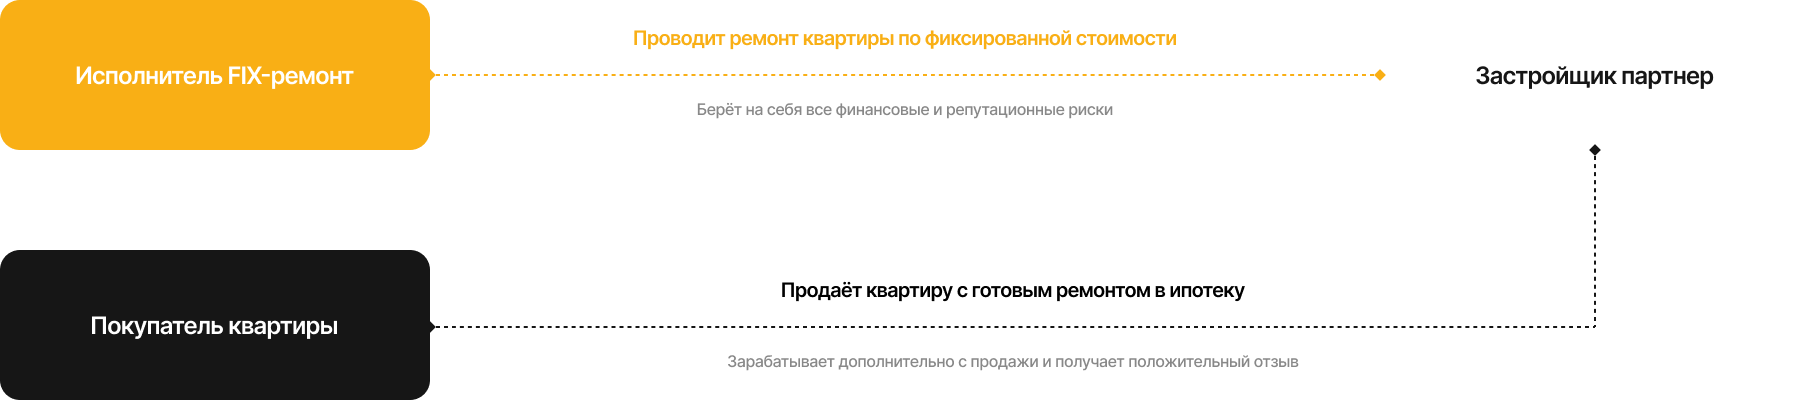 Проводит ремонт квартиры по фиксированной стоимости
Исполнитель FIX-ремонт
Застройщик партнер
Берёт на себя все финансовые и репутационные риски
Продаёт квартиру с готовым ремонтом в ипотеку
Покупатель квартиры
Зарабатывает дополнительно с продажи и получает положительный отзыв